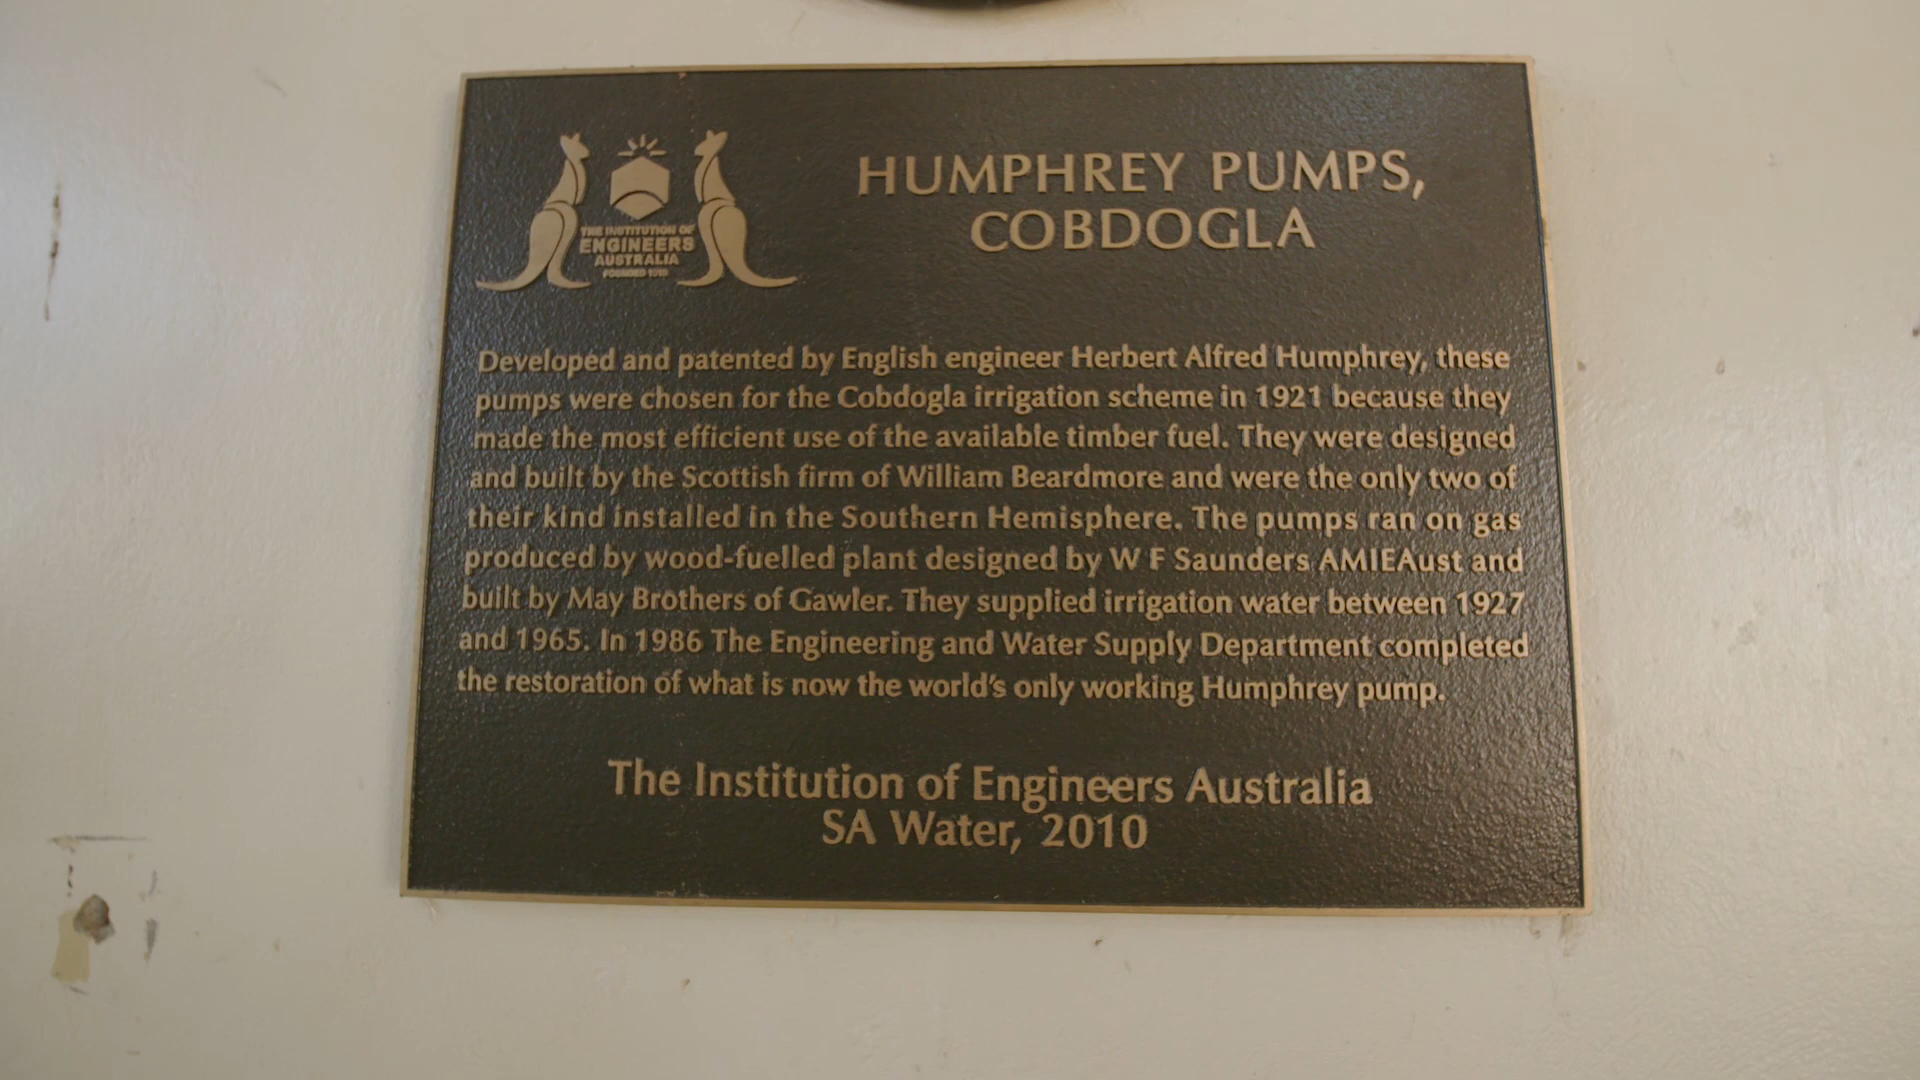 HUMPHREY PUMPS,
COBDOGLA
THE INSTITUTION OF
ENGINEERS
AUSTRALIA
FOUNDED 1919
Developed and patented by English engineer Herbert Alfred Humphrey, these
pumps were chosen for the Cobdogla irrigation scheme in 1921 because they
made the most efficient use of the available timber fuel. They were designed
and built by the Scottish firm of William Beardmore and were the only two of
their kind installed in the Southern Hemisphere. The pumps ran on gas
produced by wood-fuelled plant designed by W F Saunders AMIEAust and
built by May Brothers of Gawler. They supplied irrigation water between 1927
and 1965. In 1986 The Engineering and Water Supply Department completed
the restoration of what is now the world's only working Humphrey pump.
The Institution of Engineers Australia
SA Water, 2010